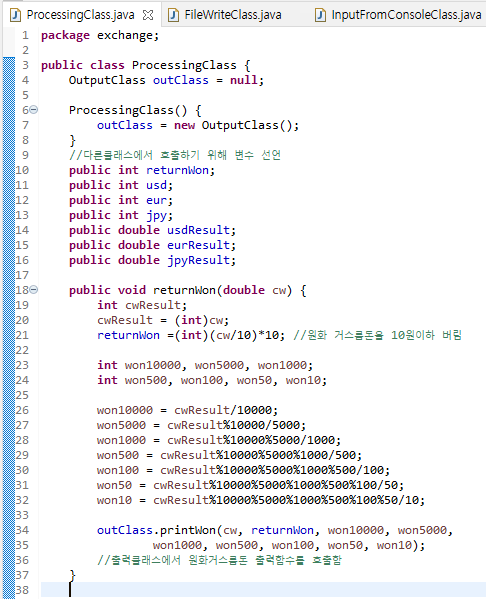 ProcessingClass.java FileWriteClass.java InputFromConsoleClass.java
1 package exchange;
2
3 public class ProcessingClass {
4 OutputClass outClass = null;
5
6 ProcessingClass() {
7 outClass = new OutputClass();
8 }
9 //다른클래스에서 호출하기 위해 변수 선언
10 public int returnWon;
11 public int usd;
12 public int eur;
13 public int jpy;
14 public double usdResult;
15 public double eurResult;
16 public double jpyResult;
17
18 public void returnWon(double cw) {
19 int cwResult;
20 cwResult = (int)cw;
21 returnWon =(int)(cw/10)*10; //원화 거스름돈을 10원이하 버림
22
23 int won10000, won5000, won1000;
24 int won500, won100, won50, won10;
25
26 won10000 = cwResult/10000;
27 won5000 = cwResult%10000/5000;
28 won1000 = cwResult%10000%5000/1000;
29 won500 = cwResult%10000%5000%1000/500;
30 won100 = cwResult%10000%5000%1000%500/100;
31 won50 = cwResult%10000%5000%1000%500%100/50;
32 won10 = cwResult%10000%5000%1000%500%100%50/10;
33
34 outClass.printWon(cw, returnWon, won10000, won5000,
35 won1000, won500, won100, won50, won10);
36 //출력클래스에서 원화거스름돈 출력함수를 호출함
37 }
38